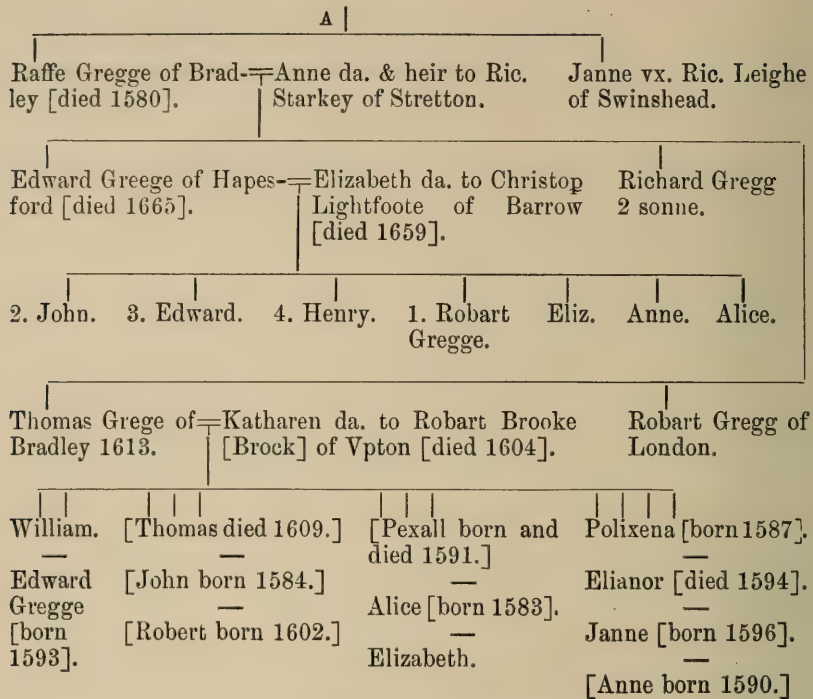 A
Raffe Gregge of Brad-
ley [died 1580].
Anne da. & heir to Ric.
Starkey of Stretton.
Janne vx. Ric. Leighe
of Swinshead.
Edward Greege of Hapes-
ford [died 1665].
Elizabeth da. to Christop
Lightfoote of Barrow
[died 1659].
Richard Gregg
2 sonne.
2. John.
3. Edward.
4. Henry.
1. Robart
Gregge.
Eliz.
Anne.
Alice.
Thomas Grege of
Bradley 1613.
Katharen da. to Robart Brooke
[Brock] of Vpton [died 1604].
Robart Gregg of
London.
William.
Edward
Gregge
[born
1593].
[Thomas died 1609.]
[John born 1584.]
[Robert born 1602.]
[Pexall born and
died 1591.]
Alice [born 1583].
Elizabeth.
Polixena [born 1587].
Elianor [died 1594].
Janne [born 1596].
[Anne born 1590.]